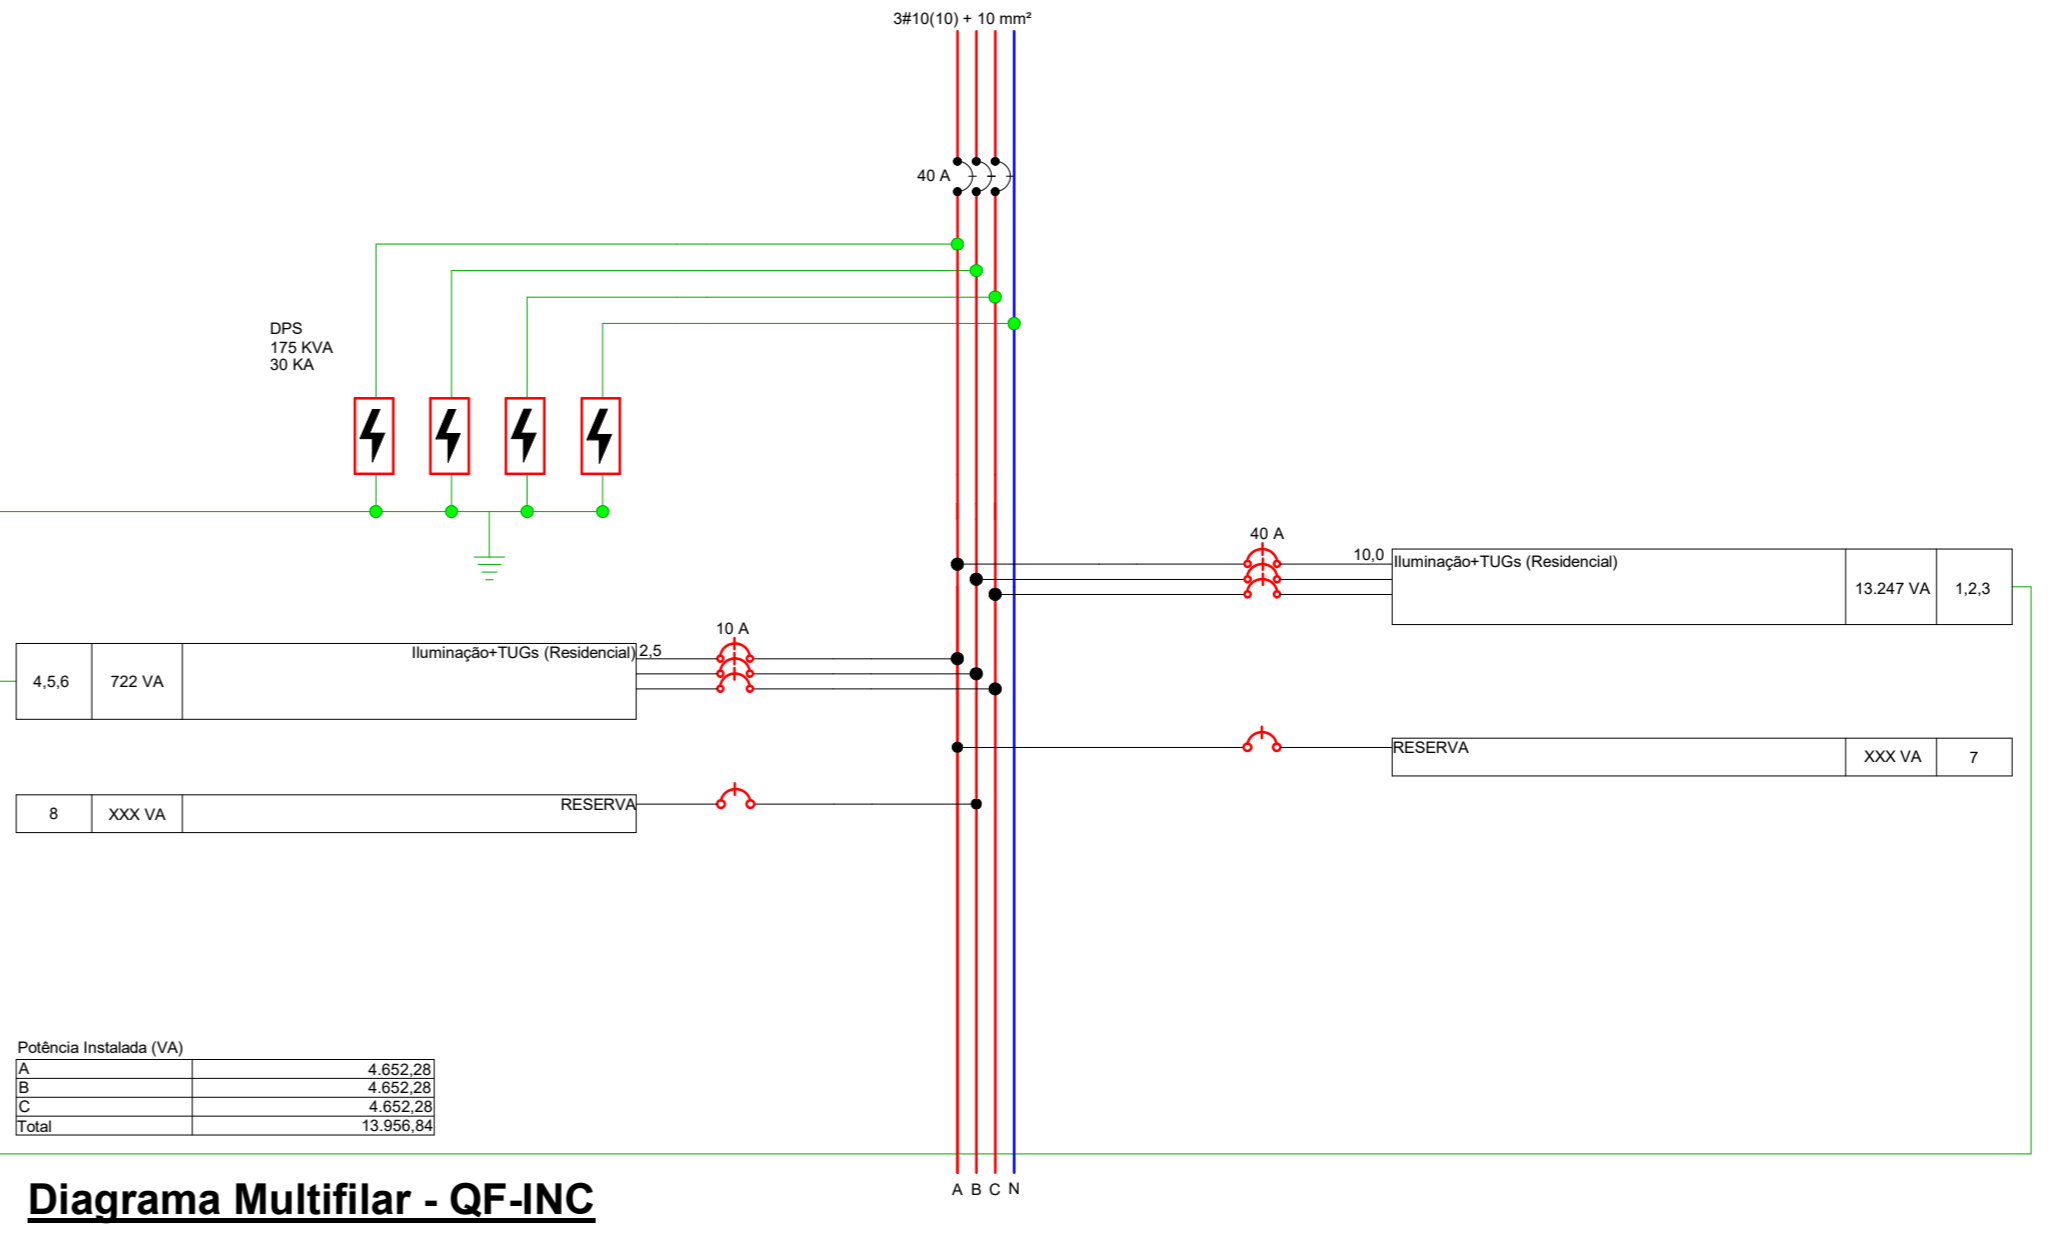 3#10(10) + 10 mm²
40 A
DPS
175 KVA
30 KA
40 A
10,0 Iluminação+TUGs (Residencial) 13.247 VA 1,2,3
10 A
4,5,6 722 VA Iluminação+TUGs (Residencial) 2,5
RESERVA XXX VA 7
8 XXX VA RESERVA
Potência Instalada (VA)
A 4.652,28
B 4.652,28
C 4.652,28
Total 13.956,84
A B C N
Diagrama Multifilar - QF-INC